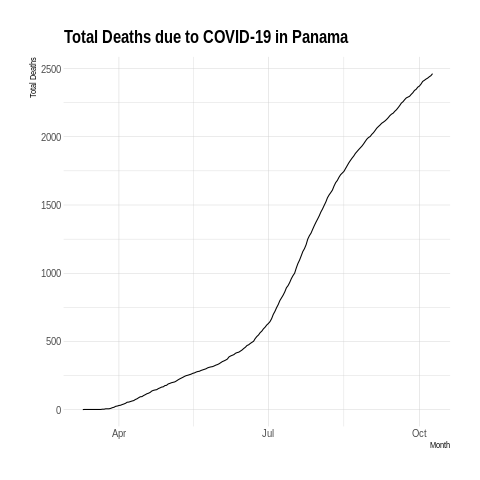 Total Deaths due to COVID-19 in Panama
Total Deaths
2500
2000
1500
1000
500
0
Apr
Jul
Oct
Month